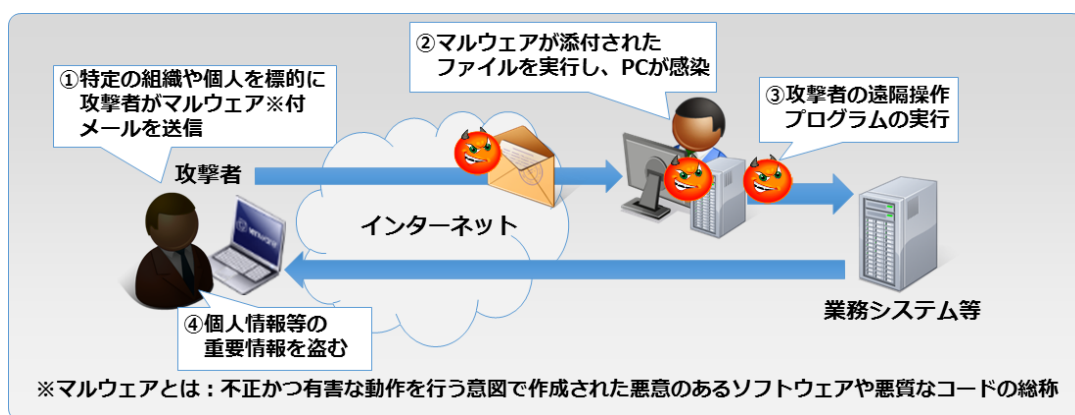 ①特定の組織や個人を標的に
攻撃者がマルウェア※付
メールを送信
②マルウェアが添付された
ファイルを実行し、PCが感染
③攻撃者の遠隔操作
プログラムの実行
攻撃者
インターネット
業務システム等
④個人情報等の
重要情報を盗む
※マルウェアとは：不正かつ有害な動作を行う意図で作成された悪意のあるソフトウェアや悪質なコードの総称